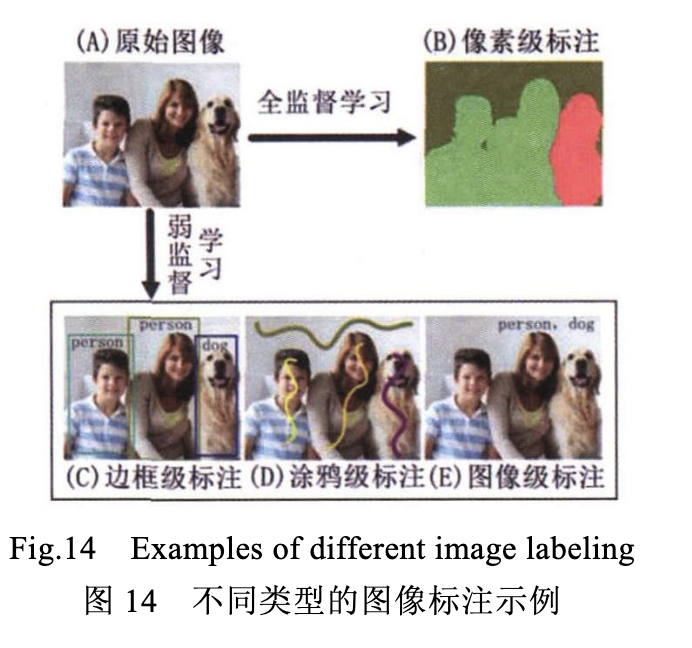 (A)原始图像
(B)像素级标注
全监督学习
弱监督
学习
person
person
dog
person, dog
(C)边框级标注
(D)涂鸦级标注
(E)图像级标注
Fig.14 Examples of different image labeling
图 14 不同类型的图像标注示例